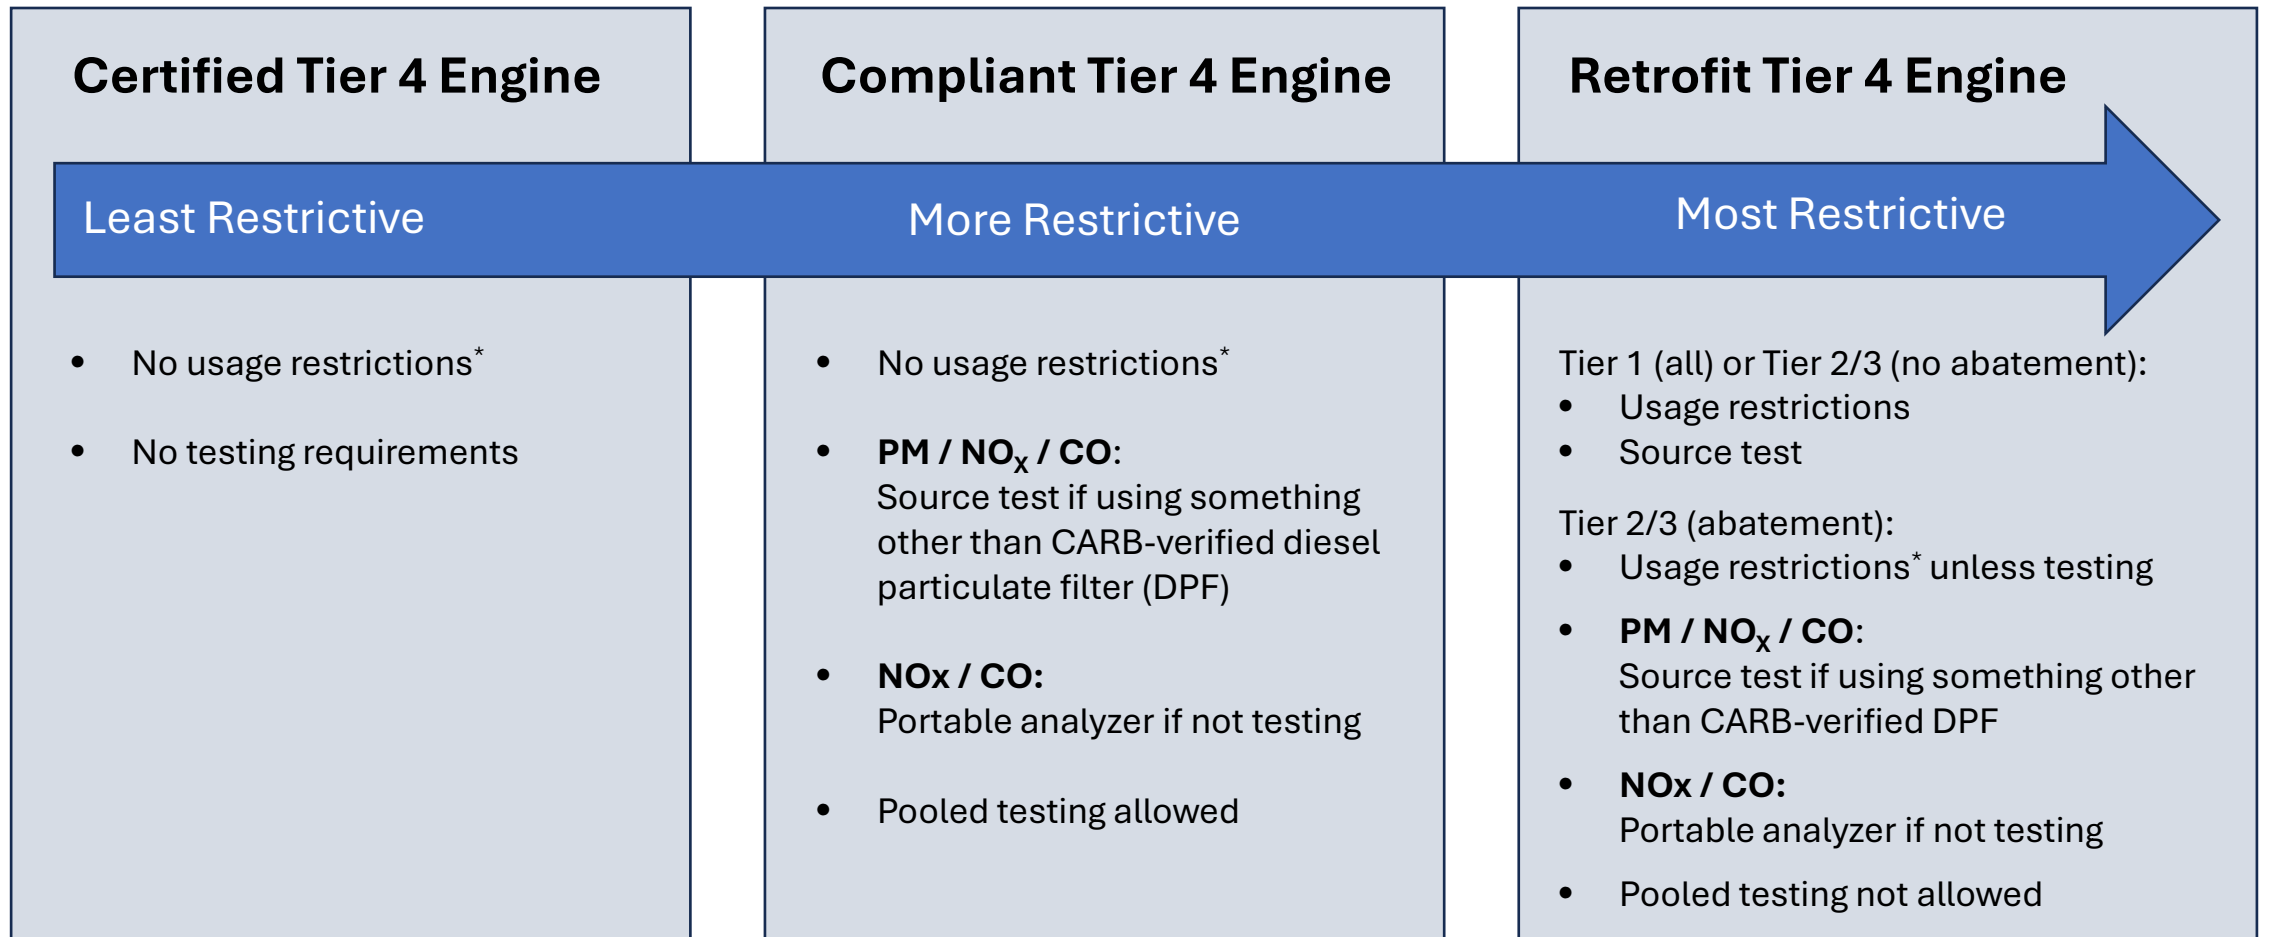 Certified Tier 4 Engine
Least Restrictive
• No usage restrictions*
• No testing requirements
Compliant Tier 4 Engine
More Restrictive
• No usage restrictions*
• PM / NOX / CO:
Source test if using something
other than CARB-verified diesel
particulate filter (DPF)
• NOx / CO:
Portable analyzer if not testing
• Pooled testing allowed
Retrofit Tier 4 Engine
Most Restrictive
Tier 1 (all) or Tier 2/3 (no abatement):
• Usage restrictions
• Source test
Tier 2/3 (abatement):
• Usage restrictions* unless testing
• PM / NOX / CO:
Source test if using something other
than CARB-verified DPF
• NOx / CO:
Portable analyzer if not testing
• Pooled testing not allowed